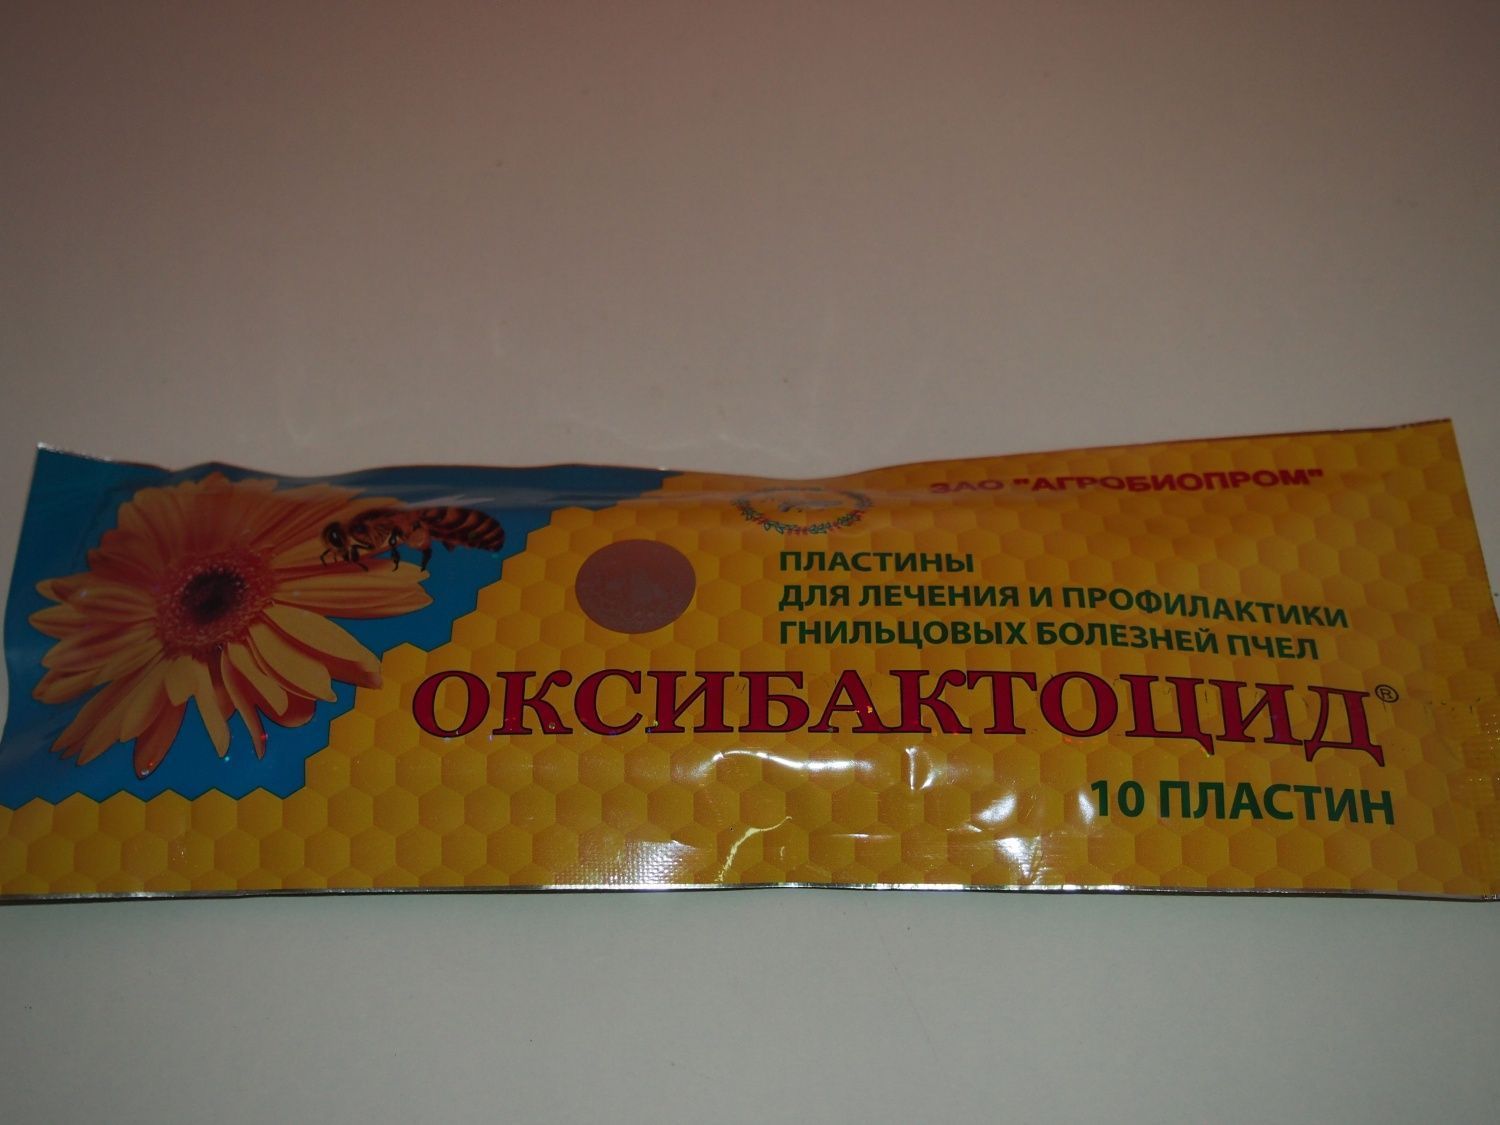 ЗАО "АГРОБИОПРОМ"
ПЛАСТИНЫ
ДЛЯ ЛЕЧЕНИЯ И ПРОФИЛАКТИКИ
ГНИЛЬЦОВЫХ БОЛЕЗНЕЙ ПЧЕЛ
ОКСИБАКТОЦИД®
10 ПЛАСТИН